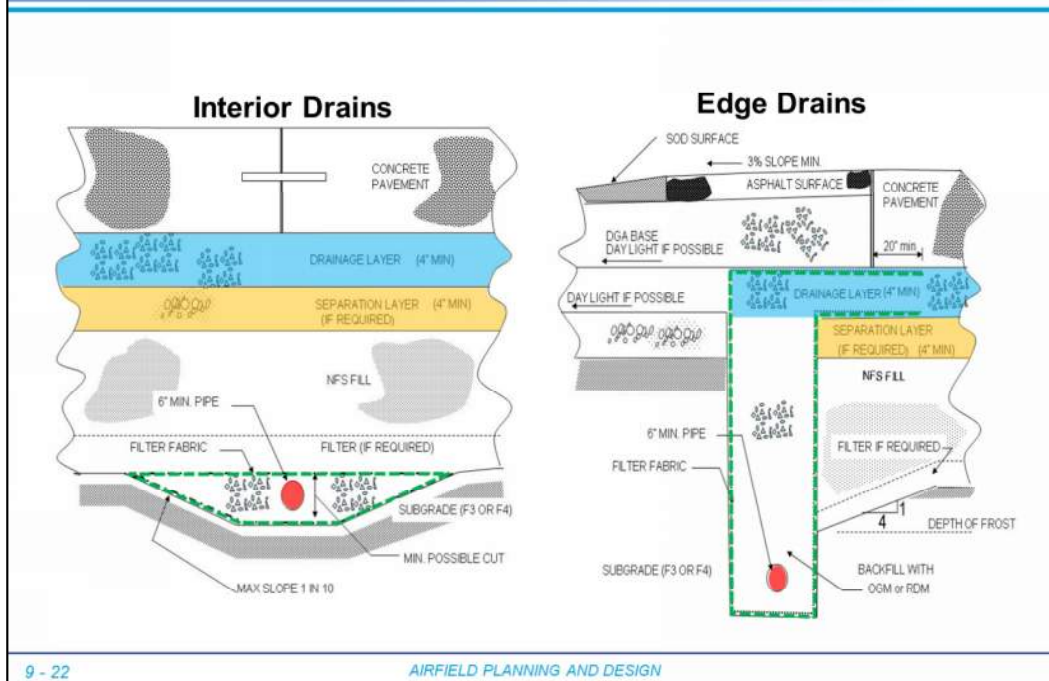 Interior Drains
CONCRETE
PAVEMENT
DRAINAGE LAYER (4" MIN)
SEPARATION LAYER (4" MIN)
(IF REQUIRED)
NFS FILL
6" MIN. PIPE
FILTER FABRIC
FILTER (IF REQUIRED)
SUBGRADE (F3 OR F4)
MIN. POSSIBLE CUT
MAX SLOPE 1 IN 10
Edge Drains
SOD SURFACE
3% SLOPE MIN.
ASPHALT SURFACE
CONCRETE
PAVEMENT
DGA BASE
DAY LIGHT IF POSSIBLE
20" min
DAY LIGHT IF POSSIBLE
DRAINAGE LAYER (4" MIN)
SEPARATION LAYER
(IF REQUIRED) (4" MIN)
NFS FILL
6" MIN. PIPE
FILTER IF REQUIRED
FILTER FABRIC
1
4
DEPTH OF FROST
SUBGRADE (F3 OR F4)
BACKFILL WITH
OGM or RDM
9 - 22
AIRFIELD PLANNING AND DESIGN